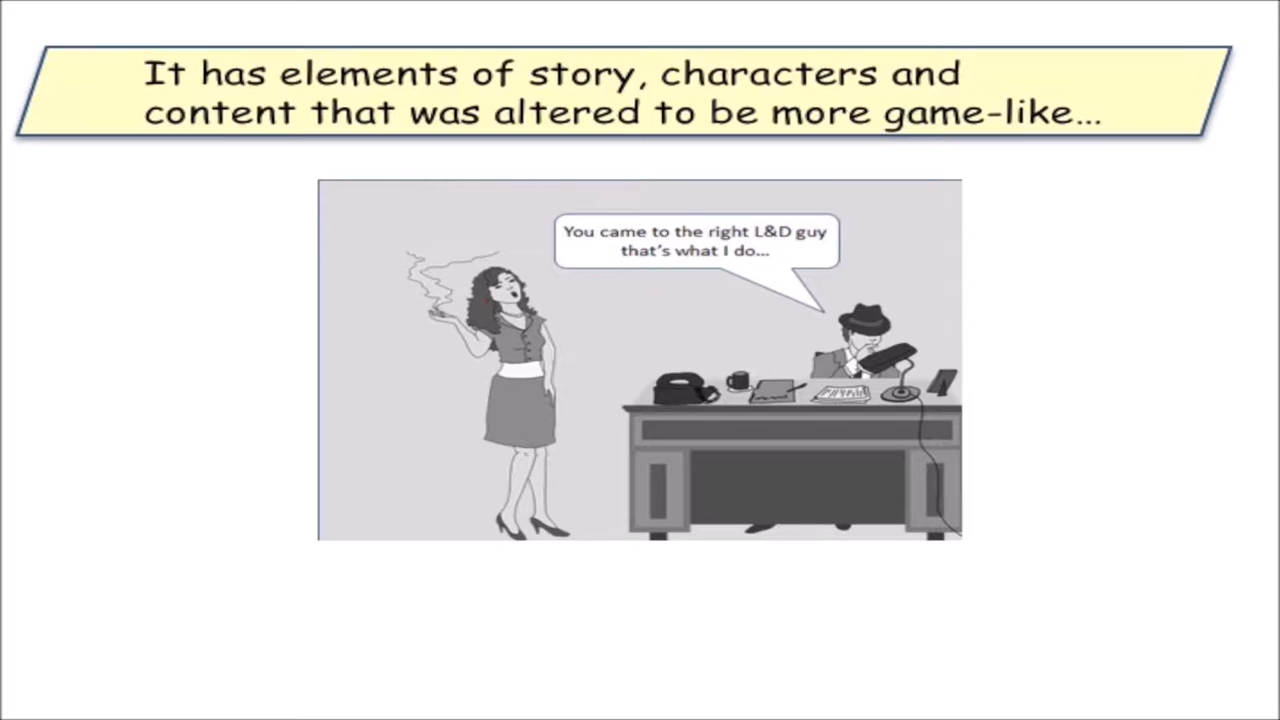 It has elements of story, characters and
content that was altered to be more game-like...
You came to the right L&D guy
that's what I do...